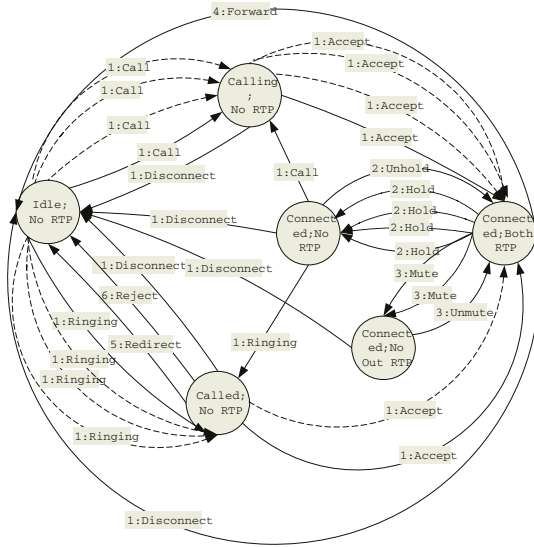 4:Forward
1:Accept
1:Call
1:Accept
Calling
;
No RTP
1:Call
1:Accept
1:Call
1:Accept
1:Call
2:Unhold
1:Call
1:Disconnect
2:Hold
Idle;
No RTP
2:Hold
1:Disconnect
Connect
ed;No
RTP
2:Hold
Connect
ed;Both
RTP
2:Hold
1:Disconnect
1:Disconnect
3:Mute
6:Reject
3:Mute
3:Unmute
1:Ringing
Connect
ed;No
Out RTP
5:Redirect
1:Ringing
1:Ringing
1:Ringing
Called;
No RTP
1:Accept
1:Ringing
1:Accept
1:Disconnect